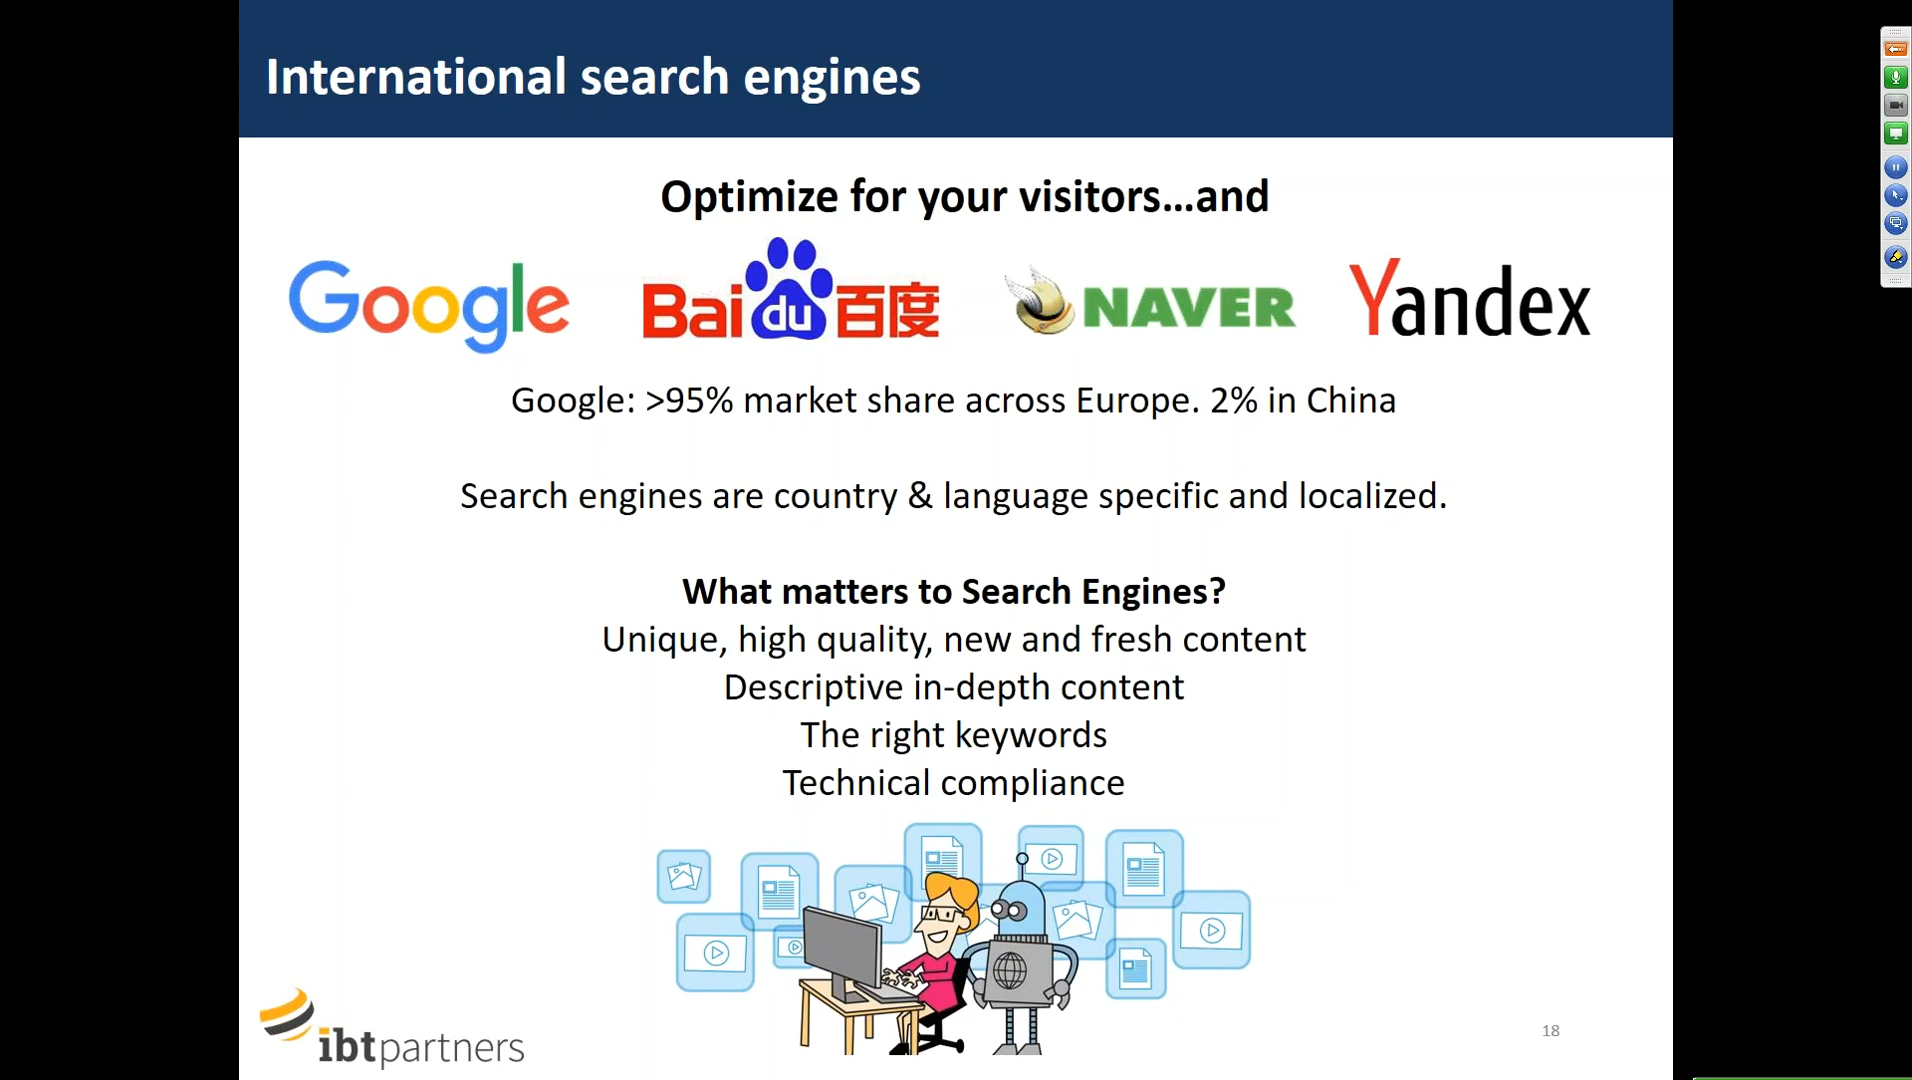 International search engines
Optimize for your visitors...and
Google Baidu百度 NAVER Yandex
Google: >95% market share across Europe. 2% in China
Search engines are country & language specific and localized.
What matters to Search Engines?
Unique, high quality, new and fresh content
Descriptive in-depth content
The right keywords
Technical compliance
ibtpartners
18